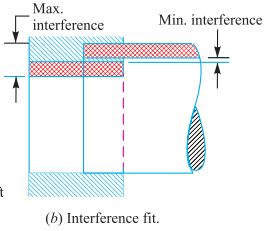 Max.
interference
Min. interference
(b) Interference fit.